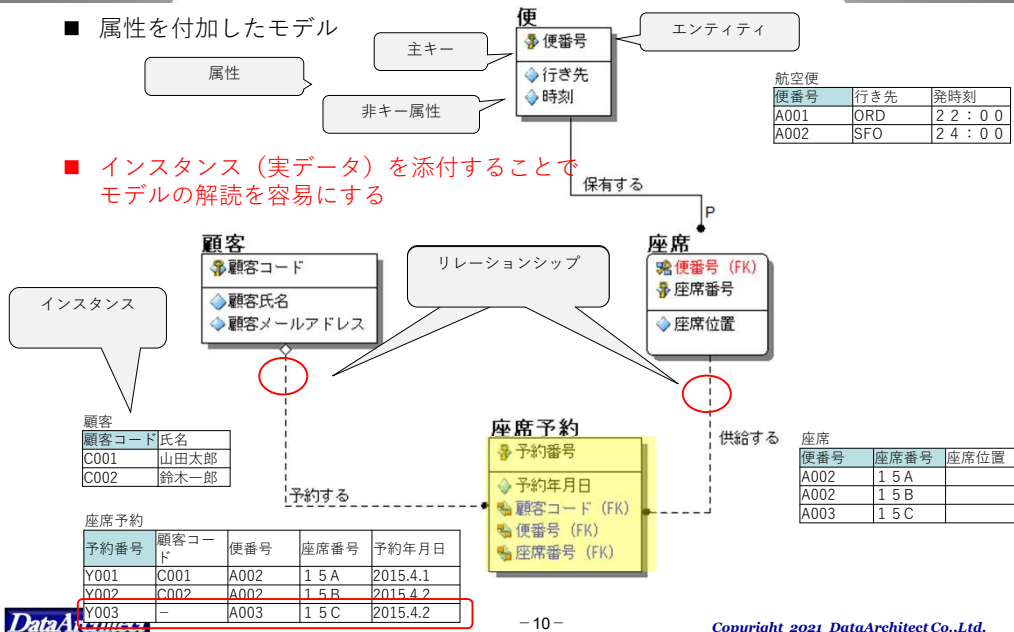 ■ 属性を付加したモデル
主キー
属性
非キー属性
エンティティ
便
便番号
行き先
時刻
航空便
便番号 行き先 発時刻
A001 ORD 22:00
A002 SFO 24:00
■ インスタンス（実データ）を添付することで
モデルの解読を容易にする
保有する
P
顧客
顧客コード
顧客氏名
顧客メールアドレス
リレーションシップ
座席
便番号（FK）
座席番号
座席位置
インスタンス
顧客
顧客コード 氏名
C001 山田太郎
C002 鈴木一郎
予約する
座席予約
予約番号
予約年月日
顧客コード（FK）
便番号（FK）
座席番号（FK）
供給する
座席
便番号 座席番号 座席位置
A002 15A
A002 15B
A003 15C
座席予約
予約番号 顧客コード 便番号 座席番号 予約年月日
Y001 C001 A002 15A 2015.4.1
Y002 C002 A002 15B 2015.4.2
Y003 － A003 15C 2015.4.2
DataArchitect
－10－
Copyright 2021 DataArchitect Co.,Ltd.